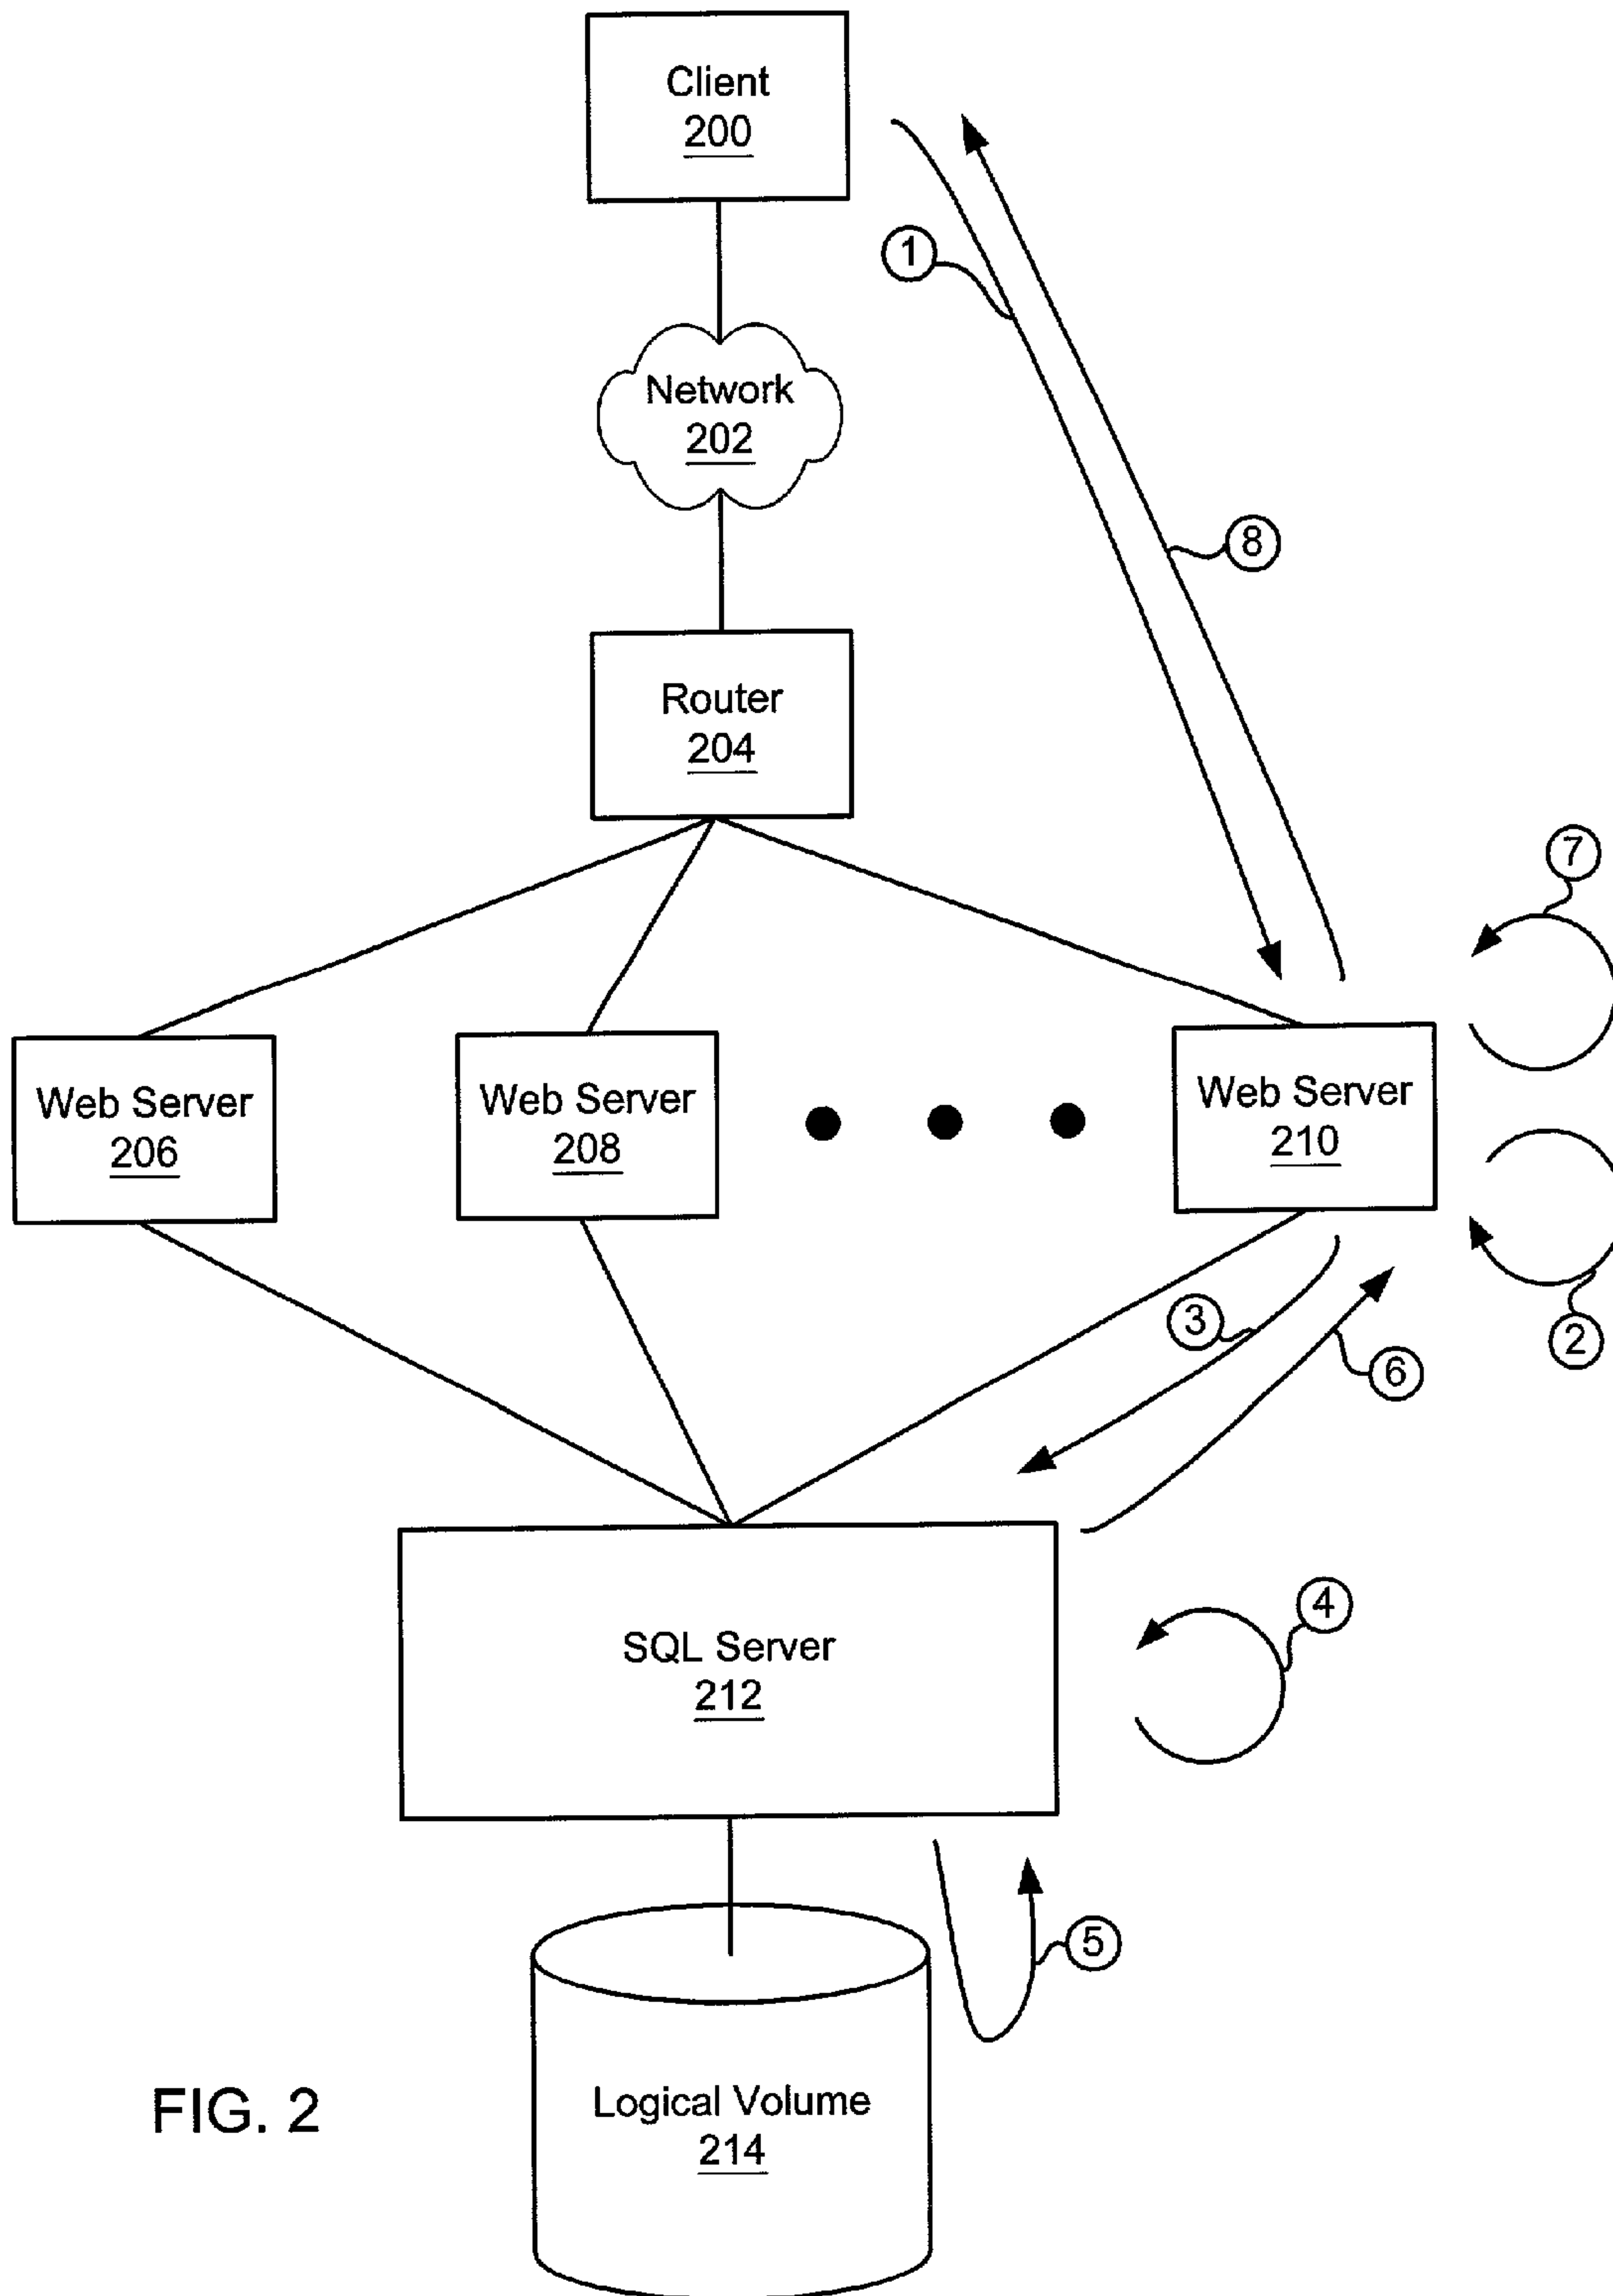 Client
200
1
Network
202
8
Router
204
7
Web Server
206
Web Server
208
Web Server
210
3
2
6
4
SQL Server
212
5
Logical Volume
214
FIG. 2